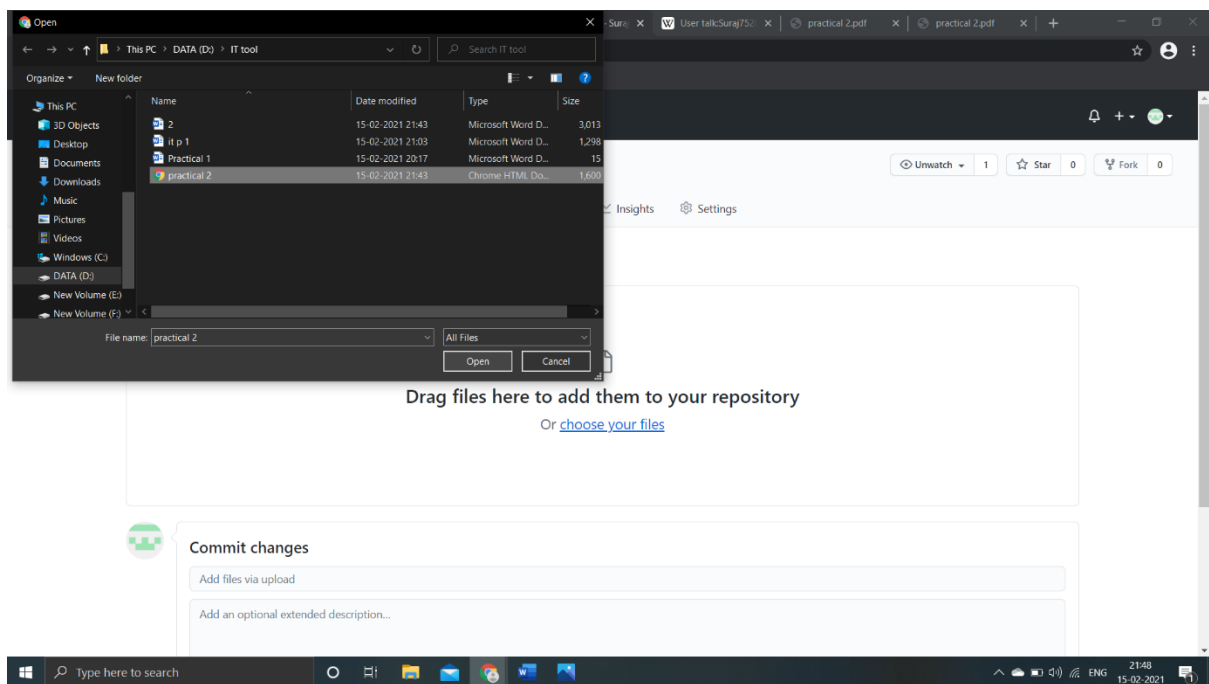 Open
- Suraj
User talk:Suraj752
practical 2.pdf
practical 2.pdf
This PC > DATA (D:) > IT tool
Search IT tool
Organize
New folder
Name Date modified Type Size
2 15-02-2021 21:43 Microsoft Word D... 3,013
it p 1 15-02-2021 21:03 Microsoft Word D... 1,298
Practical 1 15-02-2021 20:17 Microsoft Word D... 15
practical 2 15-02-2021 21:43 Chrome HTML Do... 1,600
This PC
3D Objects
Desktop
Documents
Downloads
Music
Pictures
Videos
Windows (C:)
DATA (D:)
New Volume (E:)
New Volume (F:)
File name: practical 2
All Files
Open
Cancel
Unwatch 1
Star 0
Fork 0
Insights
Settings
Drag files here to add them to your repository
Or choose your files
Commit changes
Add files via upload
Add an optional extended description...
Type here to search
ENG
21:48
15-02-2021